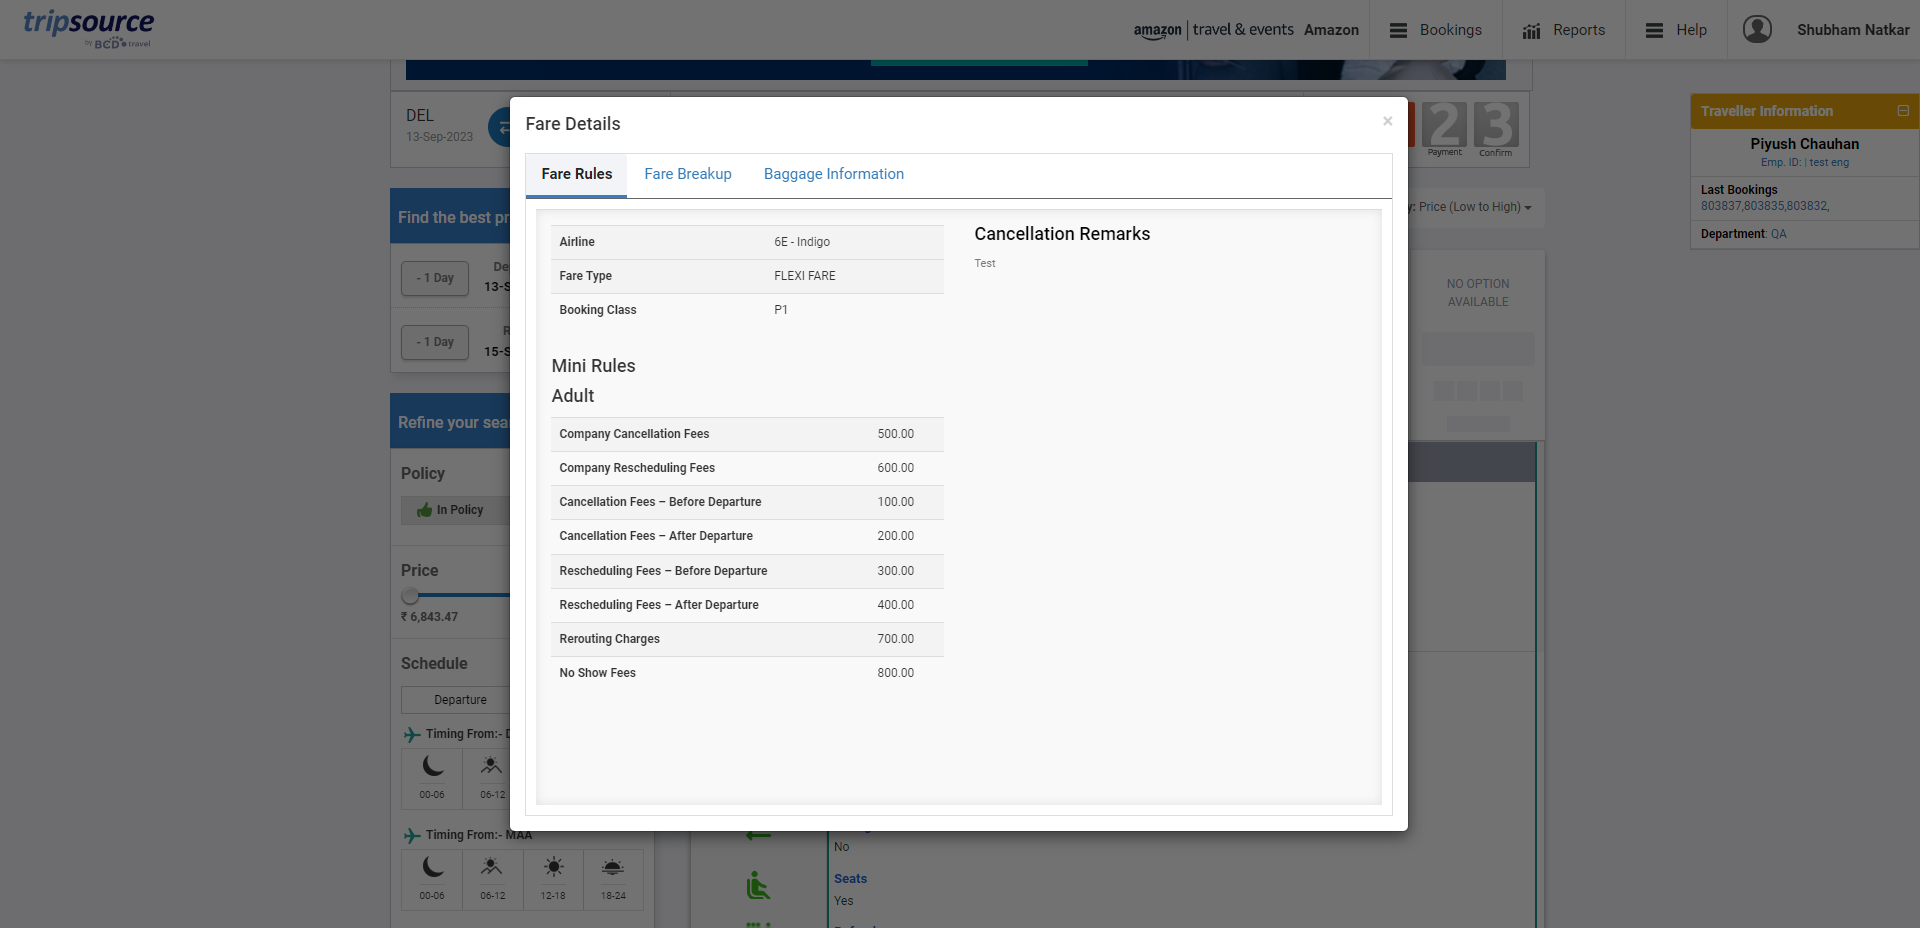 tripsource
by BCD travel
amazon | travel & events Amazon
Bookings
Reports
Help
Shubham Natkar
DEL
13-Sep-2023
2 3
Payment Confirm
Traveller Information
Piyush Chauhan
Emp. ID: | test eng
Last Bookings
803837,803835,803832,
Department: QA
Find the best pr
- 1 Day
De
13-S
- 1 Day
R
15-S
Refine your sea
Policy
In Policy
Price
₹ 6,843.47
Schedule
Departure
Timing From:- D
00-06 06-12
Timing From:- MAA
00-06 06-12 12-18 18-24
Fare Details
×
Fare Rules Fare Breakup Baggage Information
Airline 6E - Indigo
Fare Type FLEXI FARE
Booking Class P1
Cancellation Remarks
Test
Mini Rules
Adult
Company Cancellation Fees 500.00
Company Rescheduling Fees 600.00
Cancellation Fees – Before Departure 100.00
Cancellation Fees – After Departure 200.00
Rescheduling Fees – Before Departure 300.00
Rescheduling Fees – After Departure 400.00
Rerouting Charges 700.00
No Show Fees 800.00
y: Price (Low to High)
NO OPTION
AVAILABLE
No
Seats
Yes